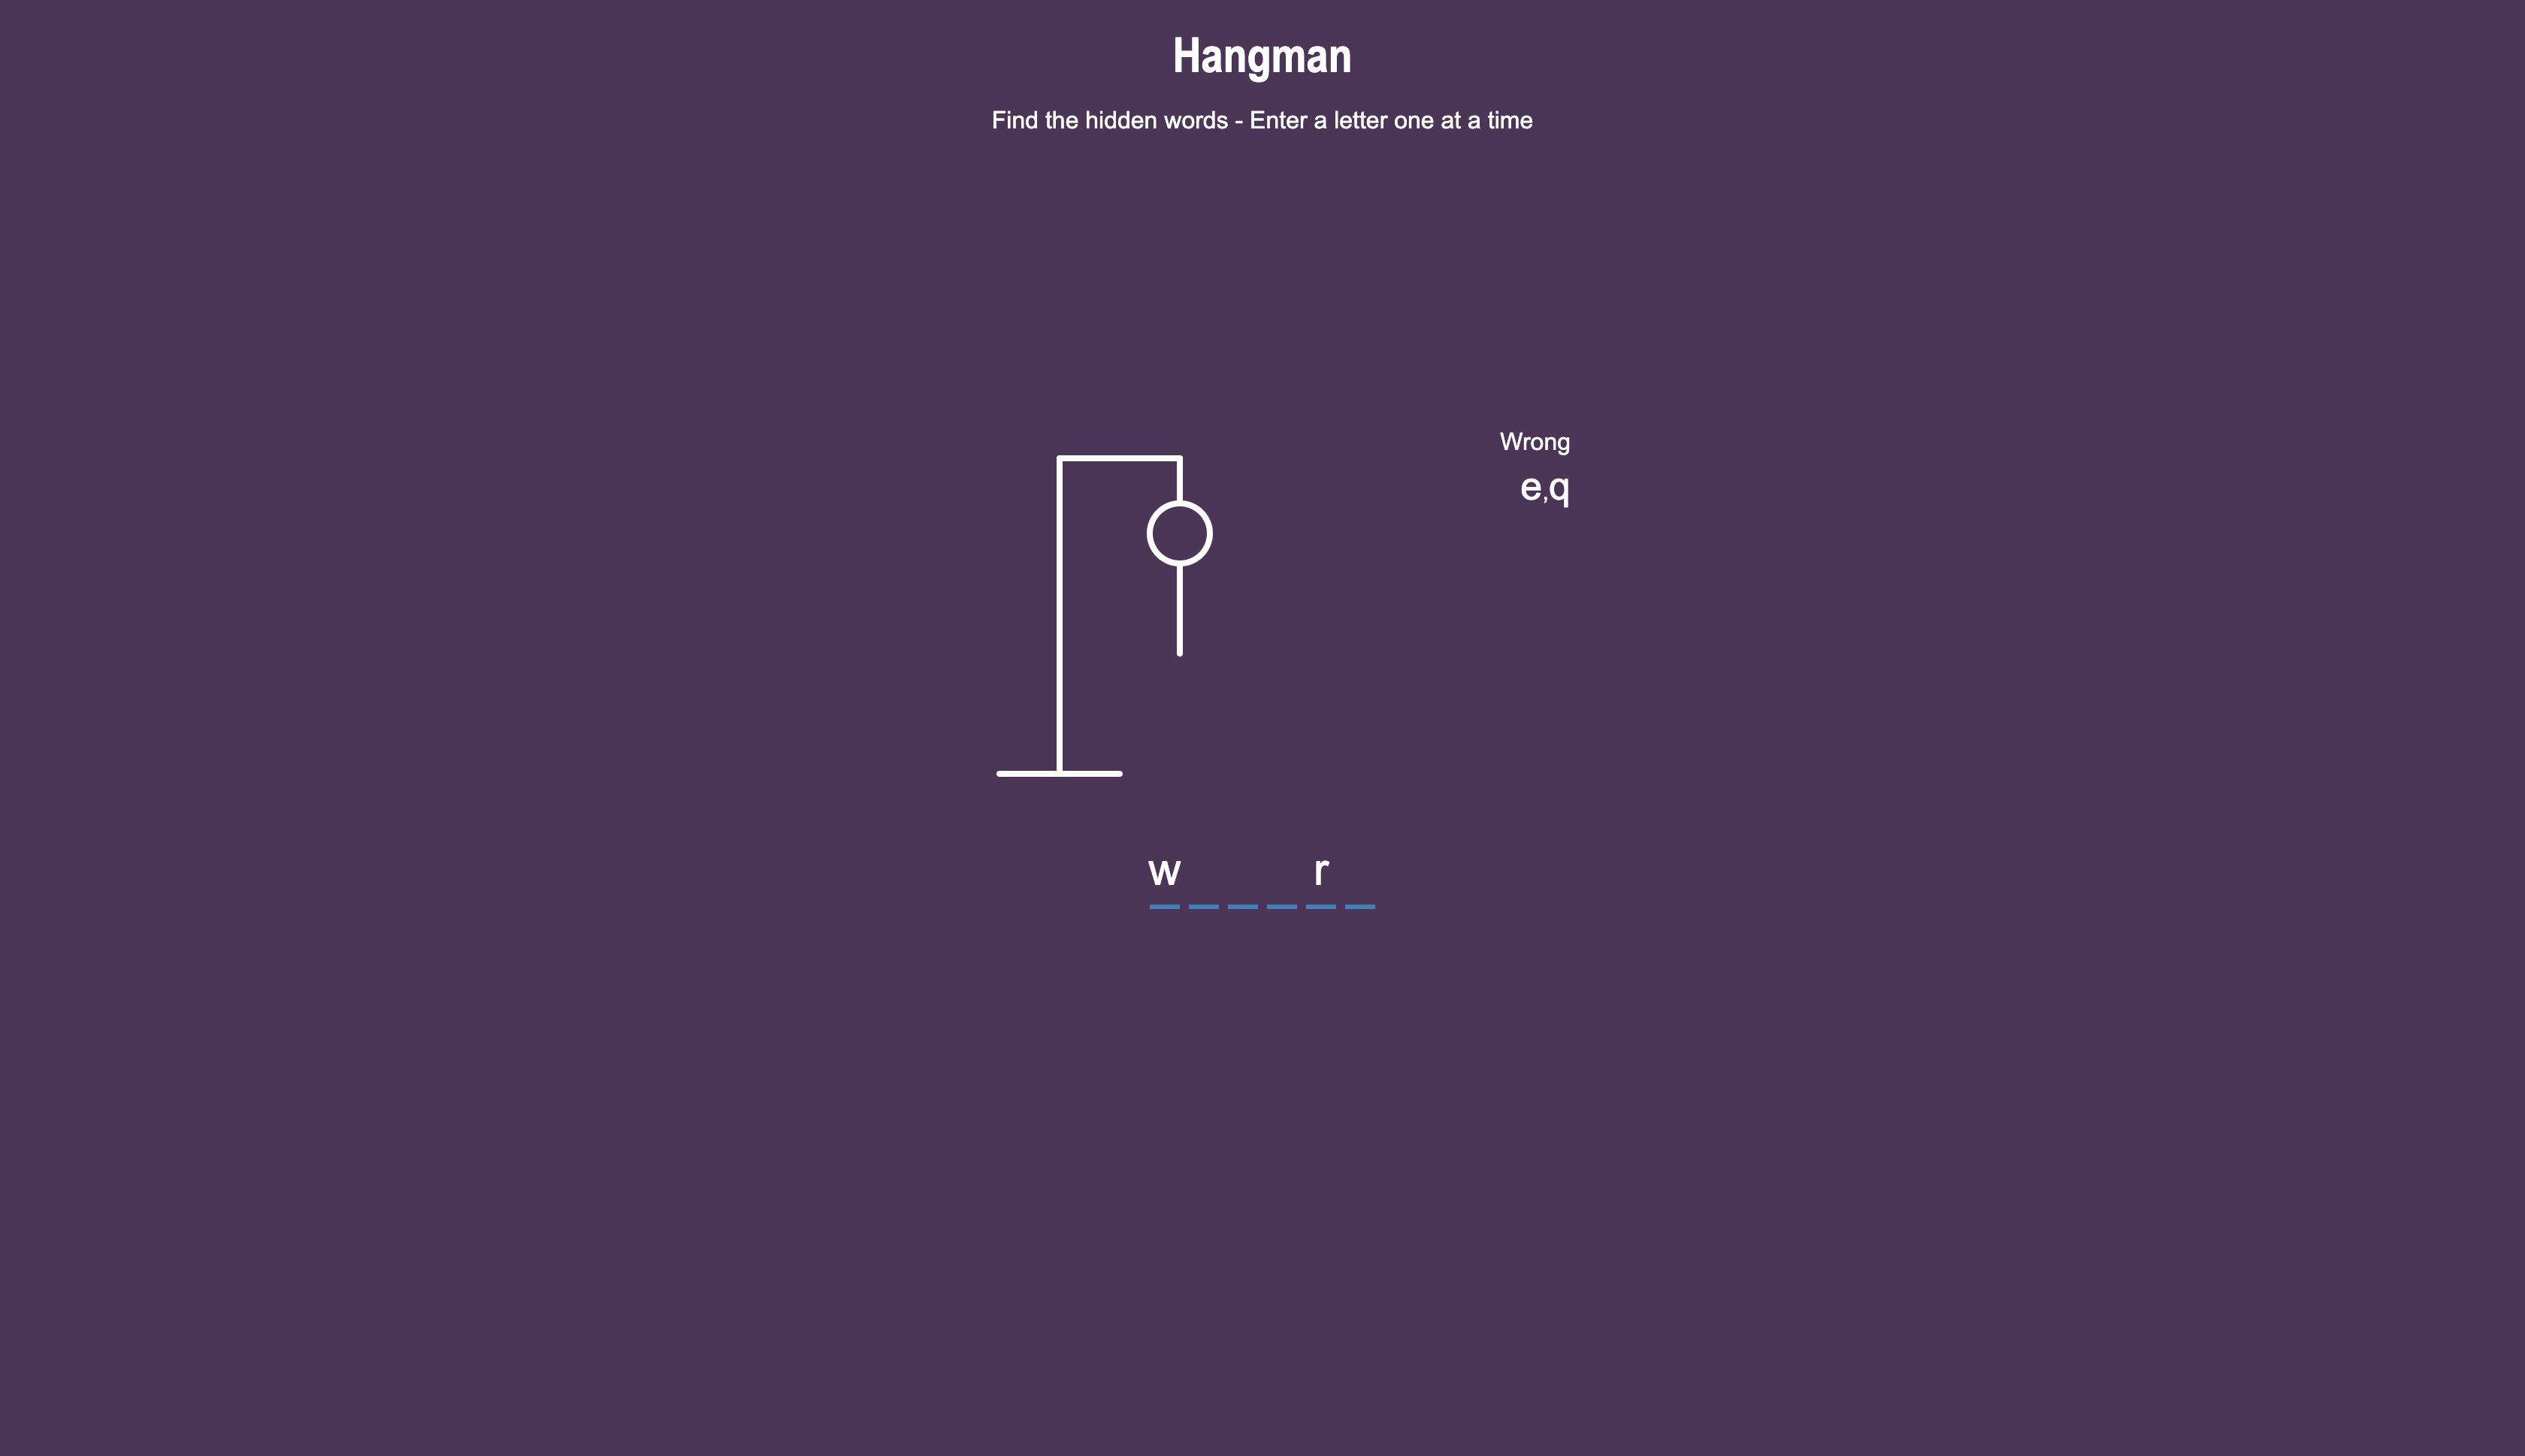 Hangman
Find the hidden words - Enter a letter one at a time
Wrong
e,q
w r